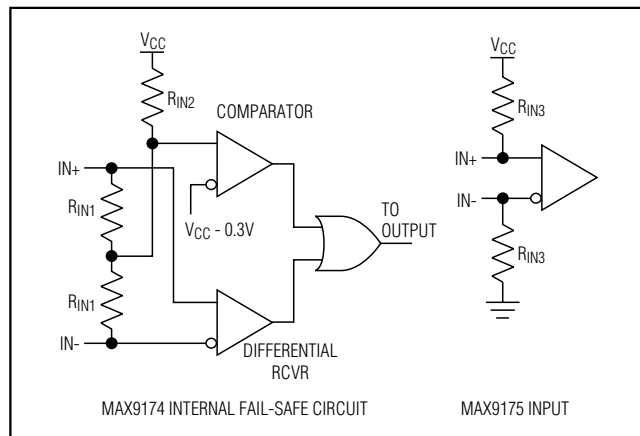 VCC
RIN2
COMPARATOR
IN+
RIN1
VCC - 0.3V
TO
OUTPUT
RIN1
IN-
DIFFERENTIAL
RCVR
MAX9174 INTERNAL FAIL-SAFE CIRCUIT
VCC
RIN3
IN+
IN-
RIN3
MAX9175 INPUT